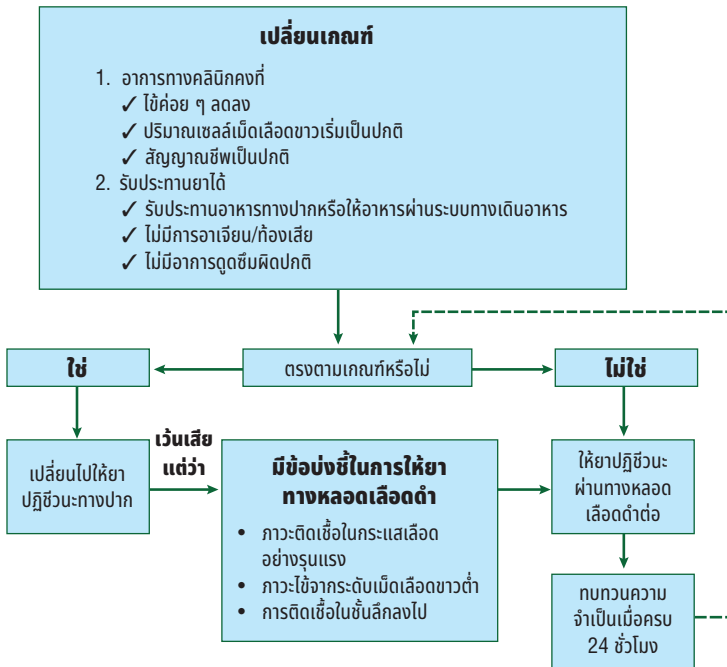 เปลี่ยนเกณฑ์
1. อาการทางคลินิกคงที่
✓ ไข้ค่อย ๆ ลดลง
✓ ปริมาณเซลล์เม็ดเลือดขาวเริ่มเป็นปกติ
✓ สัญญาณชีพเป็นปกติ
2. รับประทานยาได้
✓ รับประทานอาหารทางปากหรือให้อาหารผ่านระบบทางเดินอาหาร
✓ ไม่มีการอาเจียน/ท้องเสีย
✓ ไม่มีอาการดูดซึมผิดปกติ
ใช่
ตรงตามเกณฑ์หรือไม่
ไม่ใช่
เปลี่ยนไปให้ยา
ปฏิชีวนะทางปาก
เว้นเสีย
แต่ว่า
มีข้อบ่งชี้ในการให้ยา
ทางหลอดเลือดดำ
• ภาวะติดเชื้อในกระแสเลือด
อย่างรุนแรง
• ภาวะไข้จากระดับเม็ดเลือดขาวต่ำ
• การติดเชื้อในชั้นลึกลงไป
ให้ยาปฏิชีวนะ
ผ่านทางหลอด
เลือดดำต่อ
ทบทวนความ
จำเป็นเมื่อครบ
24 ชั่วโมง